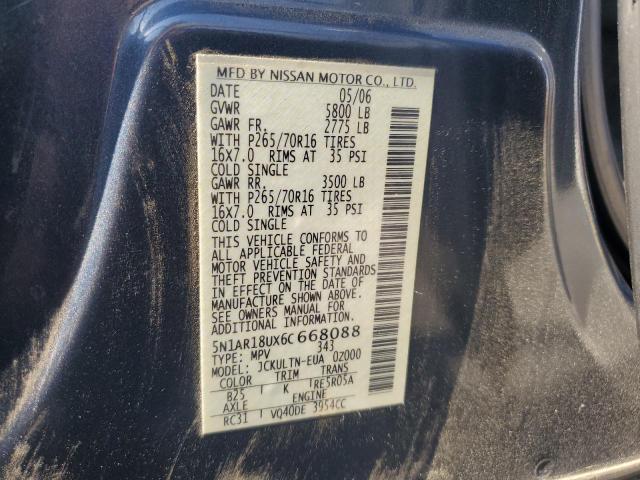 MFD BY NISSAN MOTOR CO., LTD.
DATE 05/06
GVWR 5800 LB
GAWR FR. 2775 LB
WITH P265/70R16 TIRES
16X7.0 RIMS AT 35 PSI
COLD SINGLE
GAWR RR. 3500 LB
WITH P265/70R16 TIRES
16X7.0 RIMS AT 35 PSI
COLD SINGLE
THIS VEHICLE CONFORMS TO
ALL APPLICABLE FEDERAL
MOTOR VEHICLE SAFETY AND
THEFT PREVENTION STANDARDS
IN EFFECT ON THE DATE OF
MANUFACTURE SHOWN ABOVE.
SEE OWNERS MANUAL FOR
ADDITIONAL INFORMATION
5N1AR18UX6C668088
TYPE: MPV 343
MODEL: JCKULTN-EUA 0Z000
COLOR TRIM TRANS
B25 K RE5R05A
AXLE ENGINE
RC31 VQ40DE 3954CC